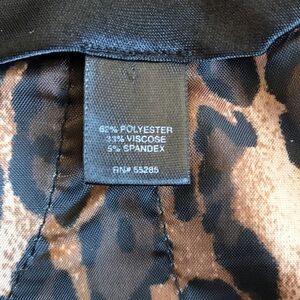 62% POLYESTER
33% VISCOSE
5% SPANDEX
RN# 55285